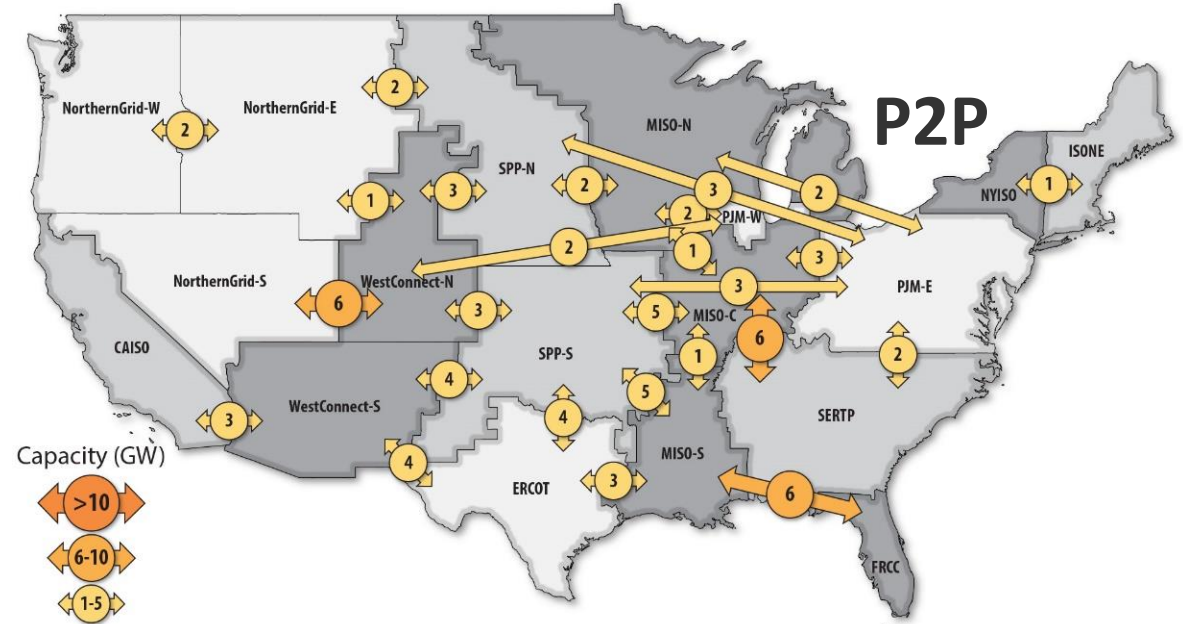 P2P
NorthernGrid-W
2
NorthernGrid-E
2
MISO-N
ISONE
SPP-N
NYISO
1
1
3
2
3
2
2
PJM-W
2
1
3
NorthernGrid-S
WestConnect-N
6
3
5
3
MISO-C
PJM-E
CAISO
SPP-S
1
6
2
WestConnect-S
4
5
SERTP
3
4
4
MISO-S
ERCOT
3
6
FRCC
Capacity (GW)
>10
6-10
1-5